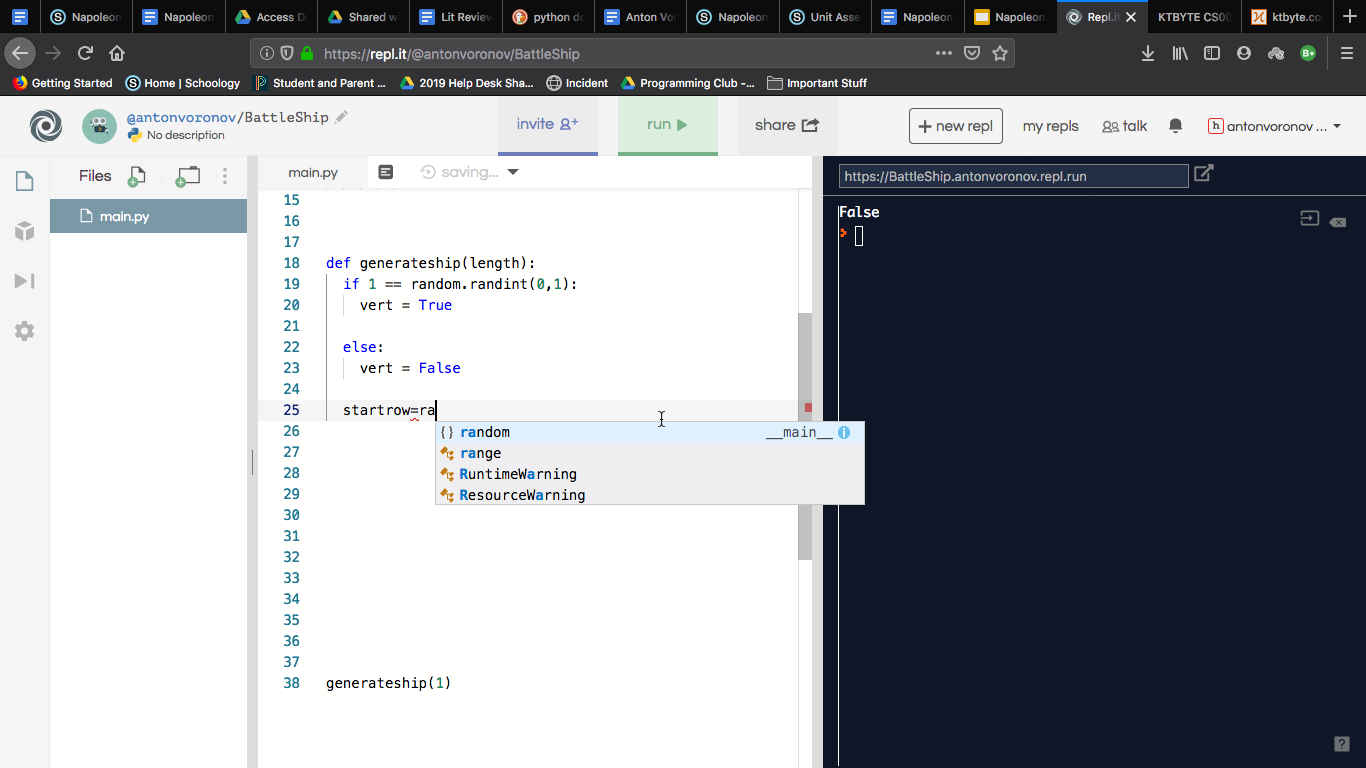 Napoleon
Napoleon
Access D
Shared w
Lit Review
python do
Anton Vo
Napoleon
Unit Asse
Napoleon
Napoleon
Repl.it
KTBYTE CS00
ktbyte.co
https://repl.it/@antonvoronov/BattleShip
Getting Started Home | Schoology Student and Parent ... 2019 Help Desk Sha... Incident Programming Club -... Important Stuff
@antonvoronov/BattleShip
No description
invite
run
share
+ new repl
my repls
talk
h antonvoronov ...
Files
main.py
main.py
saving...
https://BattleShip.antonvoronov.repl.run
15
16
17
18 def generateship(length):
19 if 1 == random.randint(0,1):
20 vert = True
21
22 else:
23 vert = False
24
25 startrow=ra
{} random __main__
range
RuntimeWarning
ResourceWarning
26
27
28
29
30
31
32
33
34
35
36
37
38 generateship(1)
False
?